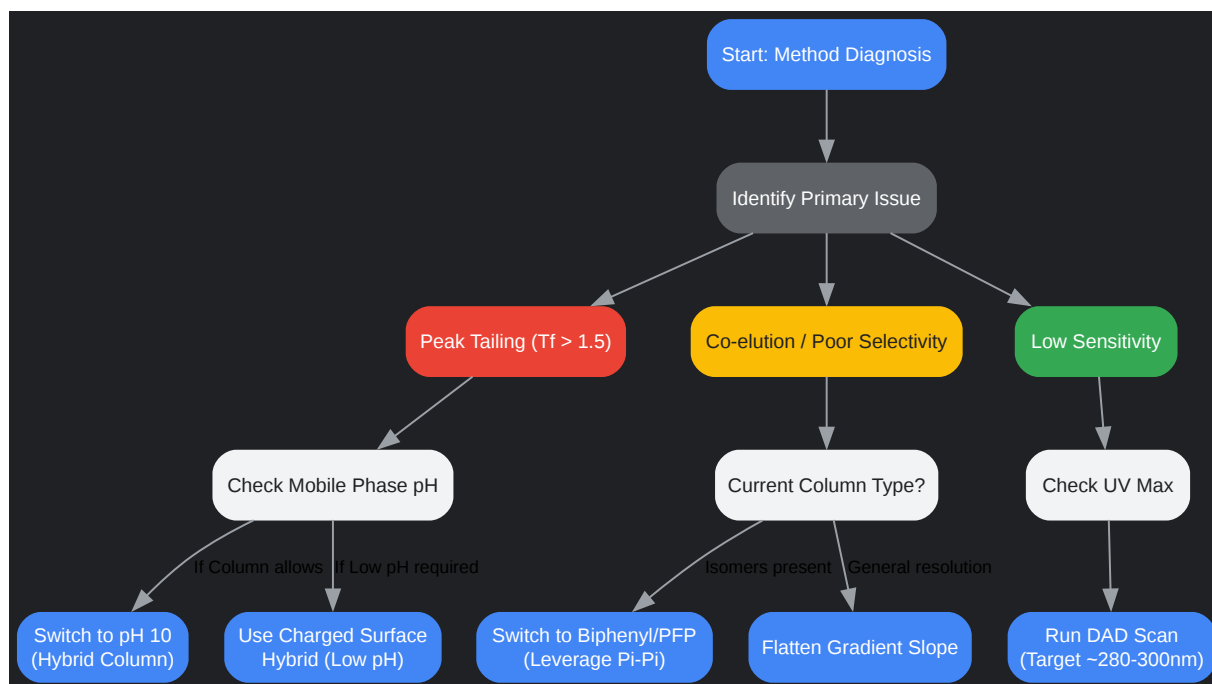 Start: Method Diagnosis
Identify Primary Issue
Peak Tailing (Tf > 1.5)
Co-elution / Poor Selectivity
Low Sensitivity
Check Mobile Phase pH
Current Column Type?
Check UV Max
If Column allows
If Low pH required
Isomers present
General resolution
Switch to pH 10
(Hybrid Column)
Use Charged Surface
Hybrid (Low pH)
Switch to Biphenyl/PFP
(Leverage Pi-Pi)
Flatten Gradient Slope
Run DAD Scan
(Target ~280-300nm)